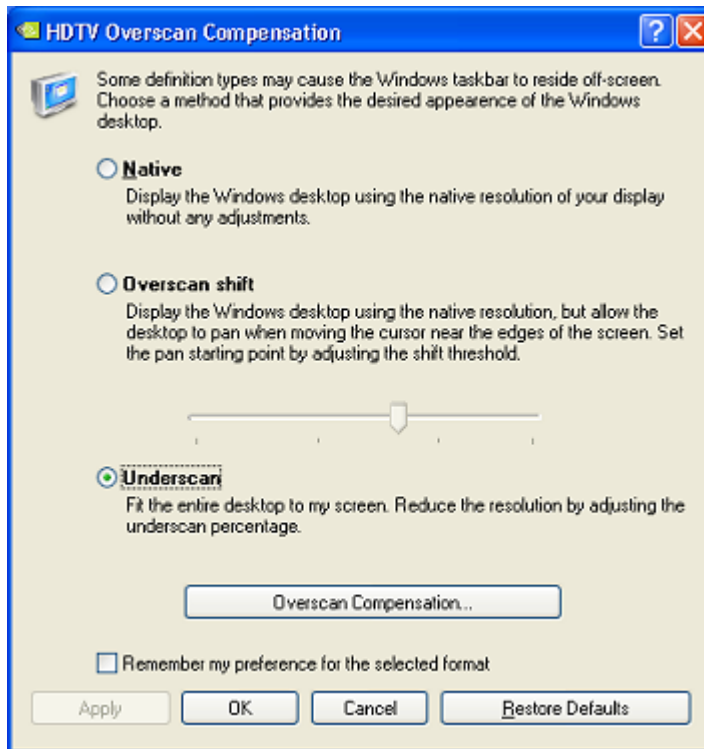 HDTV Overscan Compensation
Some definition types may cause the Windows taskbar to reside off-screen.
Choose a method that provides the desired appearance of the Windows
desktop.
Native
Display the Windows desktop using the native resolution of your display
without any adjustments.
Overscan shift
Display the Windows desktop using the native resolution, but allow the
desktop to pan when moving the cursor near the edges of the screen. Set
the pan starting point by adjusting the shift threshold.
Underscan
Fit the entire desktop to my screen. Reduce the resolution by adjusting the
underscan percentage.
Overscan Compensation...
Remember my preference for the selected format
Apply OK Cancel Restore Defaults